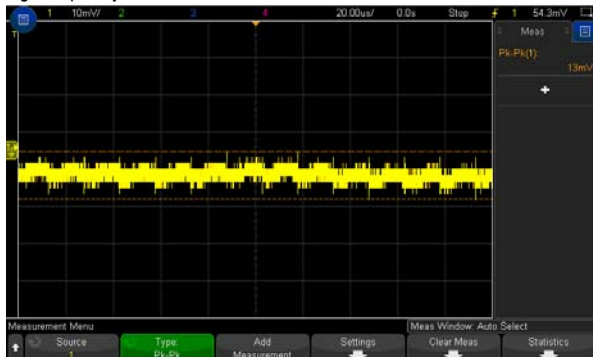 1 10mV/ 2 3 4 20.00us/ 0.0s Stop 1 54.3mV
Meas
Pk-Pk(1):
13mV
Measurement Menu
Meas Window: Auto Select
Source
1
Type:
Pk-Pk
Add
Measurement
Settings
Clear Meas
Statistics